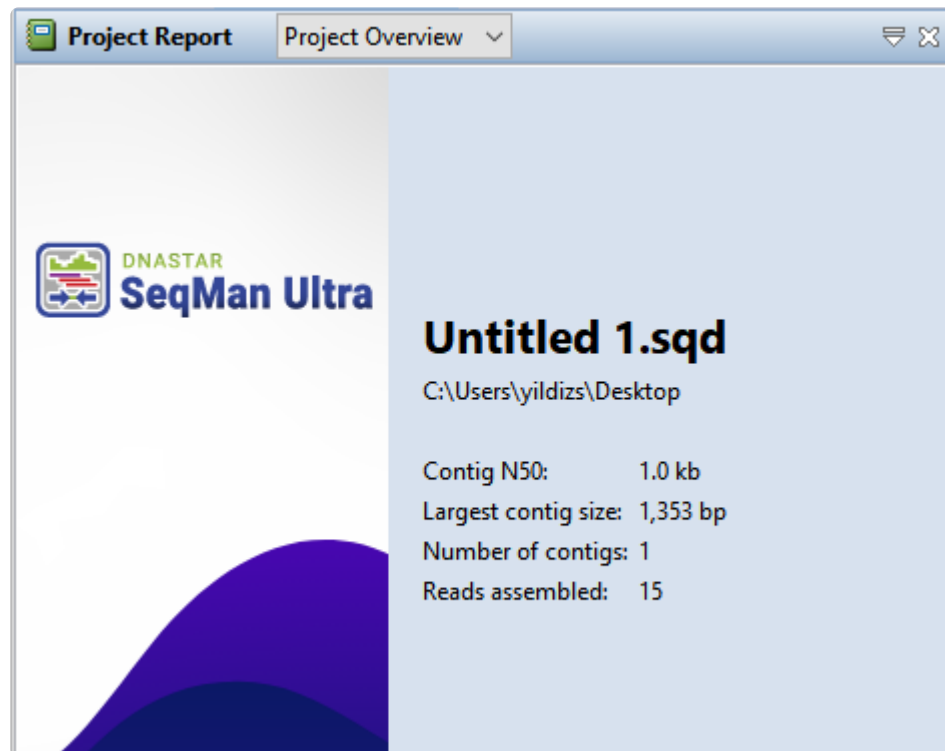 Project Report Project Overview
DNASTAR
SeqMan Ultra
Untitled 1.sqd
C:\Users\yildizs\Desktop
Contig N50: 1.0 kb
Largest contig size: 1,353 bp
Number of contigs: 1
Reads assembled: 15